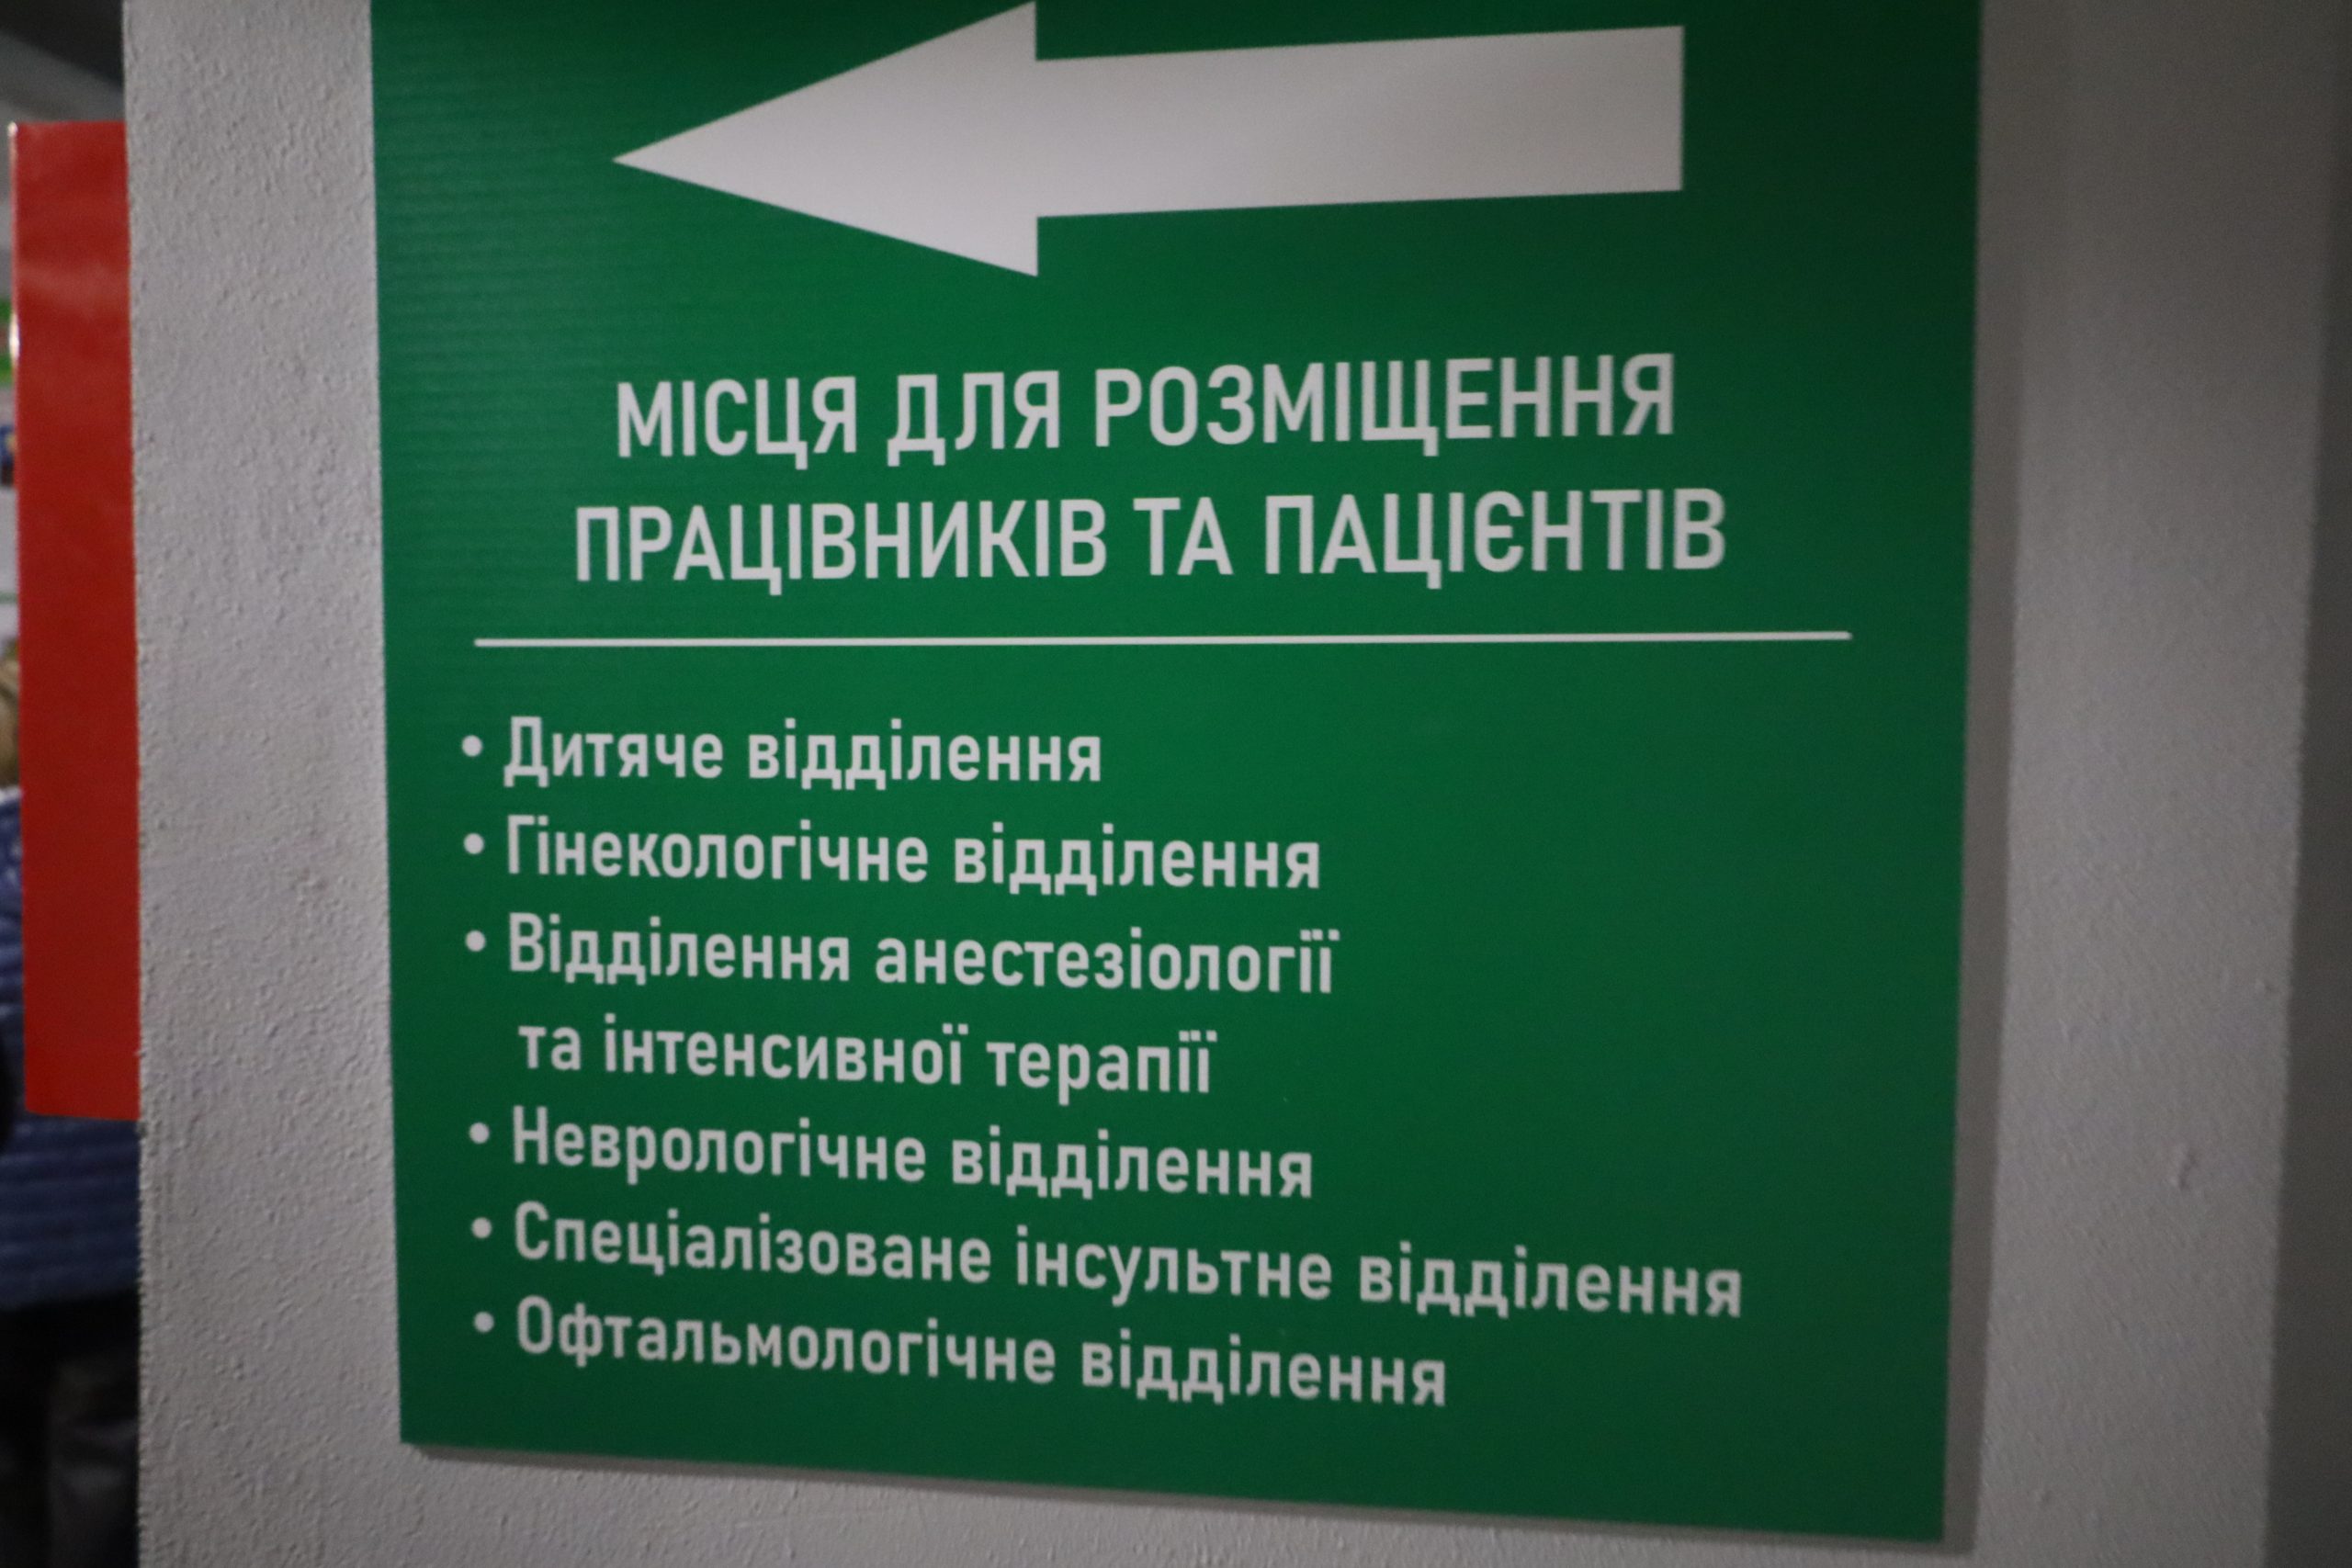 МІСЦЯ ДЛЯ РОЗМІЩЕННЯ
ПРАЦІВНИКІВ ТА ПАЦІЄНТІВ
• Дитяче відділення
• Гінекологічне відділення
• Відділення анестезіології
та інтенсивної терапії
• Неврологічне відділення
• Спеціалізоване інсультне відділення
• Офтальмологічне відділення